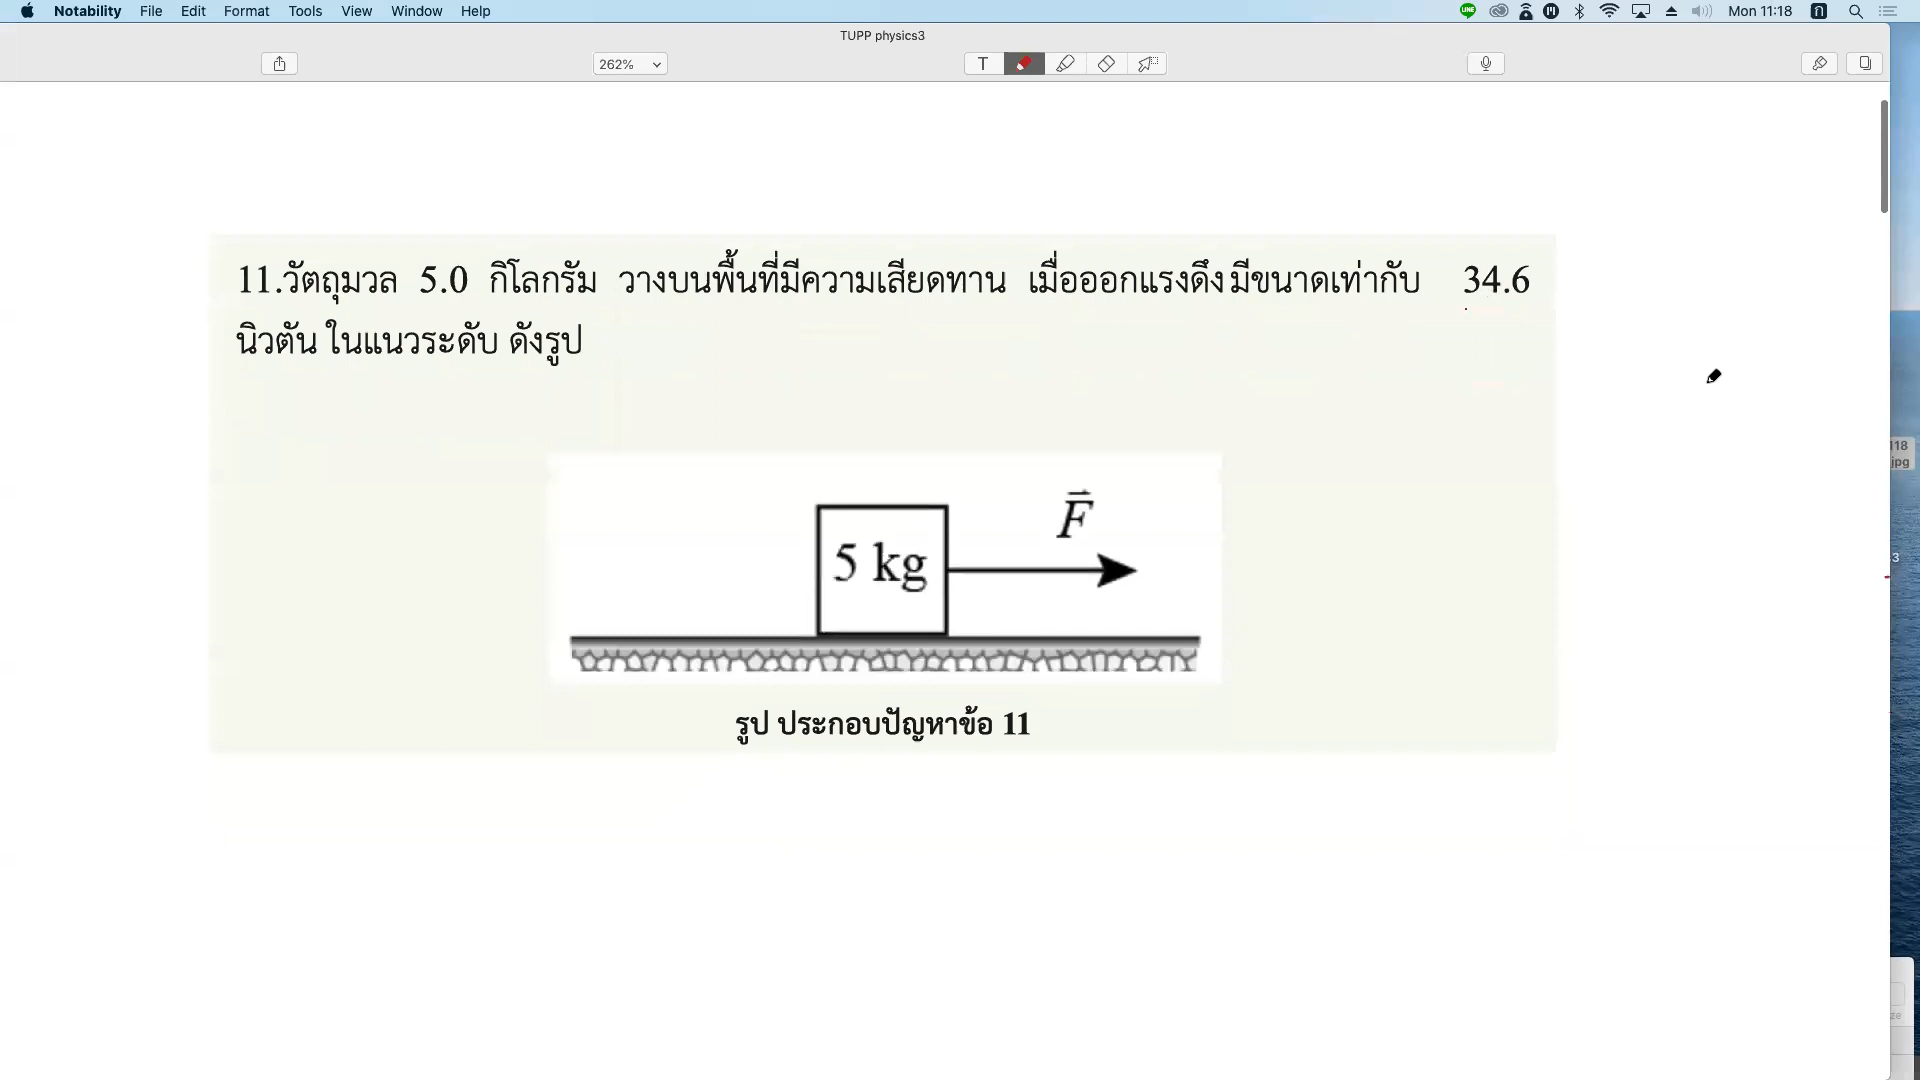 Notability File Edit Format Tools View Window Help Mon 11:18 ก
TUPP physics3
262% T
11.วัตถุมวล 5.0 กิโลกรัม วางบนพื้นที่มีความเสียดทาน เมื่อออกแรงดึงมีขนาดเท่ากับ 34.6
นิวตัน ในแนวระดับ ดังรูป
F
5 kg
รูป ประกอบปัญหาข้อ 11
118
jpg
3
ze